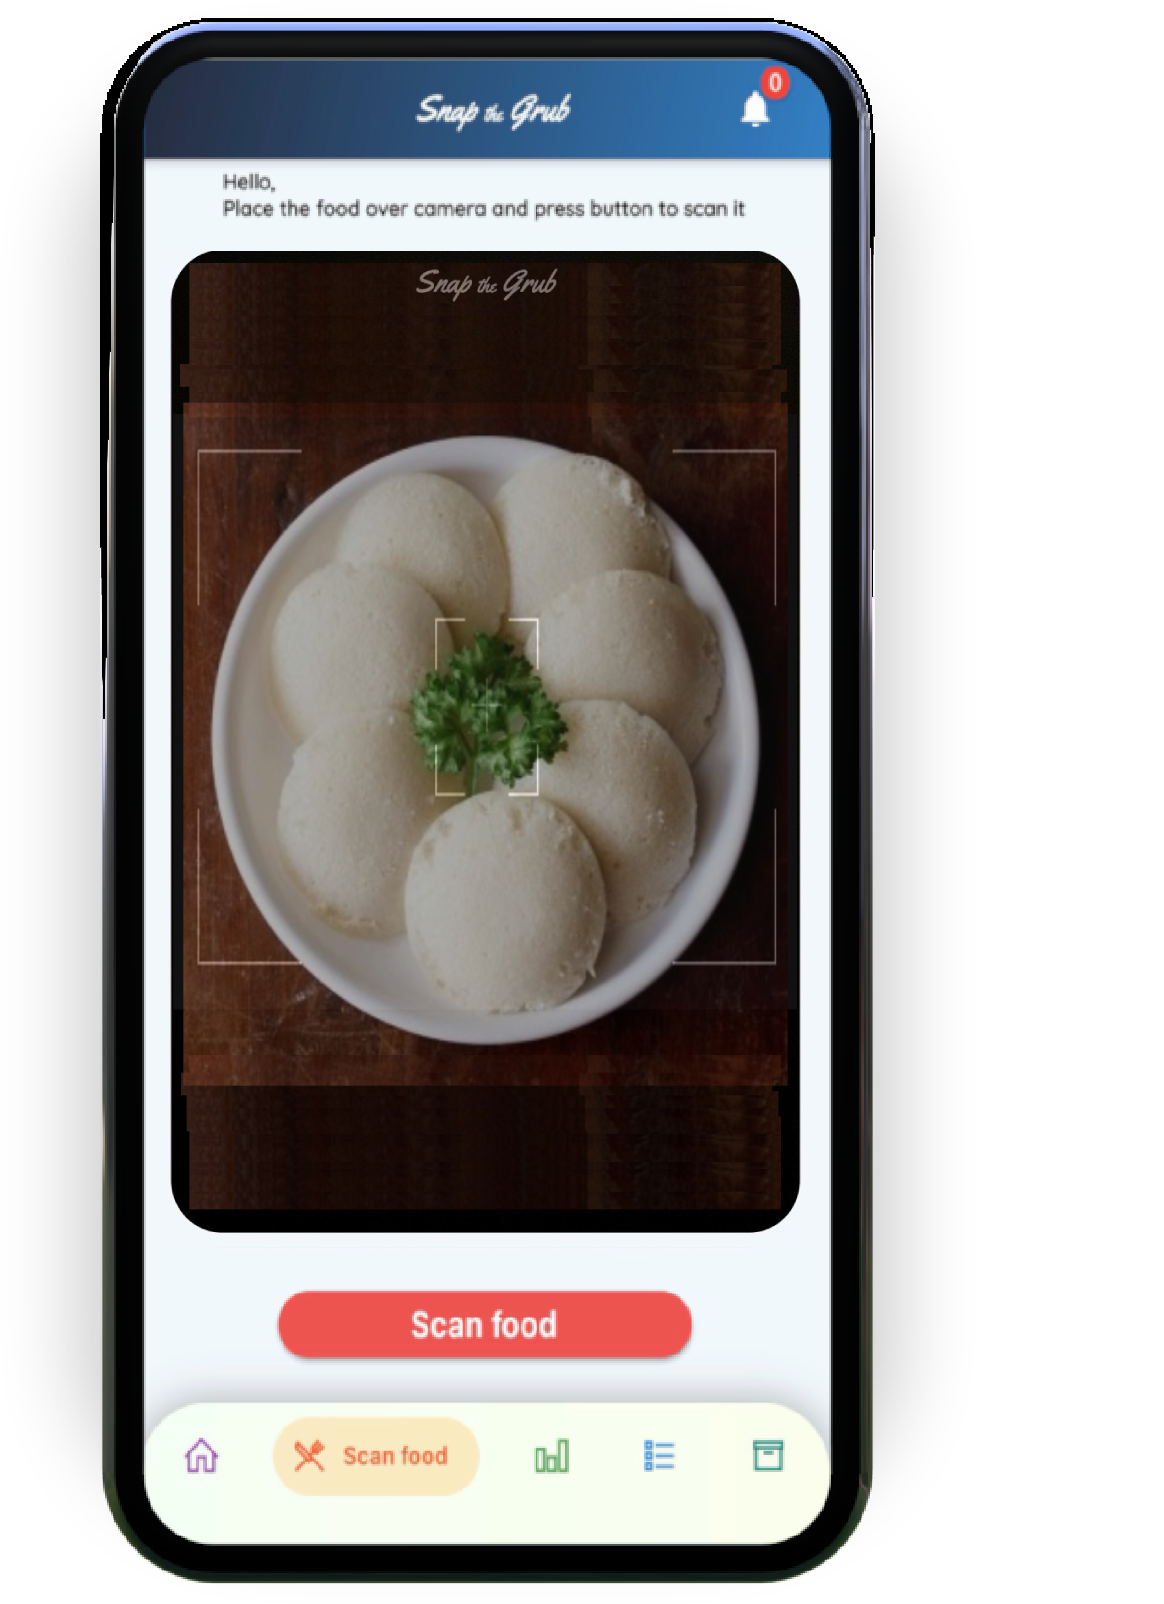 Snap the Grub
0
Hello,
Place the food over camera and press button to scan it
Snap the Grub
Scan food
Scan food